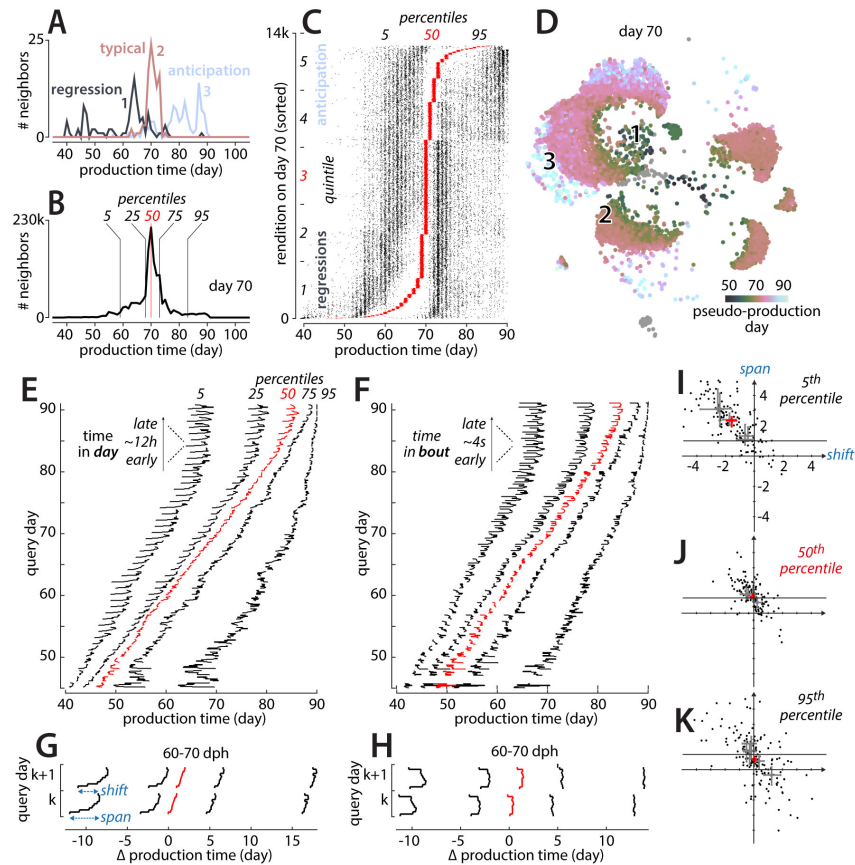 A
25
0
# neighbors
typical
2
regression
1
anticipation
3
40 50 60 70 80 90 100
production time (day)
B
percentiles
5 25 50 75 95
230k
0
# neighbors
day 70
40 50 60 70 80 90 100
production time (day)
C
percentiles
5 50 95
14k
0
rendition on day 70 (sorted)
5
4
3
2
1
quintile
anticipation
regressions
40 50 60 70 80 90
production time (day)
D
day 70
1
3
2
50 70 90
pseudo-production
day
E
percentiles
5 25 50 75 95
90
80
70
60
50
query day
time
in day
late
~12h
early
40 50 60 70 80 90
production time (day)
F
90
80
70
60
50
query day
time
in bout
late
~4s
early
40 50 60 70 80 90
production time (day)
G
60-70 dph
query day
k+1
k
shift
span
-10 -5 0 5 10 15
Δ production time (day)
H
60-70 dph
query day
k+1
k
-10 -5 0 5 10
Δ production time (day)
I
span
5th
percentile
4
2
-4 -2 2 4
shift
-2
-4
J
50th
percentile
K
95th
percentile